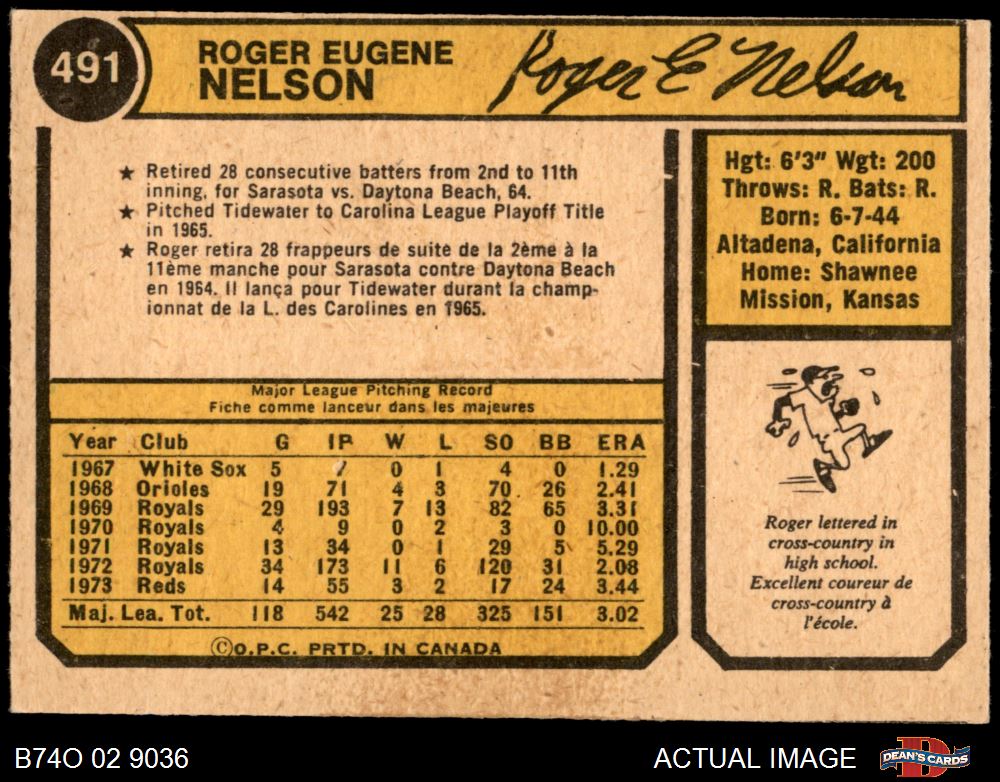 491
ROGER EUGENE
NELSON
Roger E Nelson
★ Retired 28 consecutive batters from 2nd to 11th
inning, for Sarasota vs. Daytona Beach, 64.
★ Pitched Tidewater to Carolina League Playoff Title
in 1965.
★ Roger retira 28 frappeurs de suite de la 2ème à la
11ème manche pour Sarasota contre Daytona Beach
en 1964. Il lança pour Tidewater durant la champ-
ionnat de la L. des Carolines en 1965.
Hgt: 6'3" Wgt: 200
Throws: R. Bats: R.
Born: 6-7-44
Altadena, California
Home: Shawnee
Mission, Kansas
Major League Pitching Record
Fiche comme lanceur dans les majeures
Year Club G IP W L SO BB ERA
1967 White Sox 5 7 0 1 4 0 1.29
1968 Orioles 19 71 4 3 70 26 2.41
1969 Royals 29 193 7 13 82 65 3.31
1970 Royals 4 9 0 2 3 0 10.00
1971 Royals 13 34 0 1 29 5 5.29
1972 Royals 34 173 11 6 120 31 2.08
1973 Reds 14 55 3 2 17 24 3.44
Maj. Lea. Tot. 118 542 25 28 325 151 3.02
©O.P.C. PRTD. IN CANADA
Roger lettered in
cross-country in
high school.
Excellent coureur de
cross-country à
l'école.
B74O 02 9036
ACTUAL IMAGE
DEAN'S CARDS